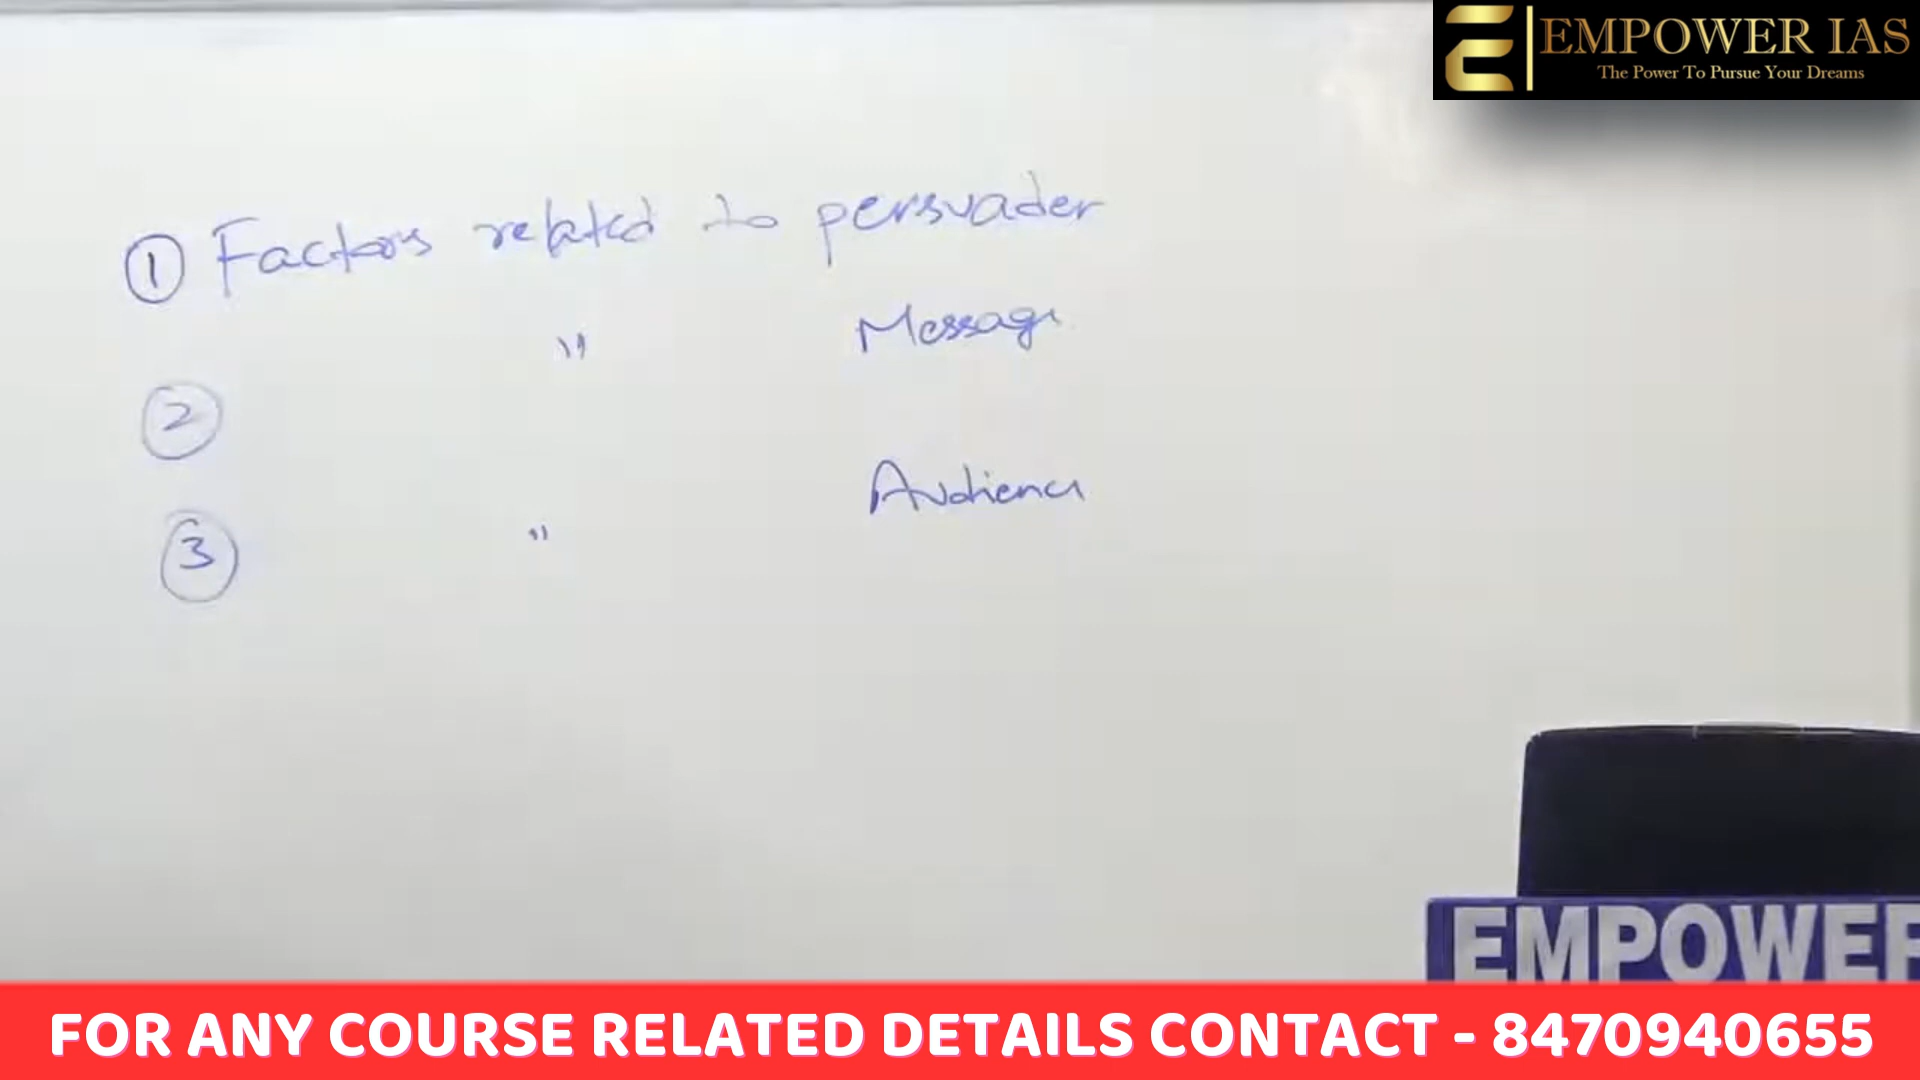 EMPOWER IAS
The Power To Pursue Your Dreams
① Factors related to persuader
② " Message
③ " Audience
EMPOWER
FOR ANY COURSE RELATED DETAILS CONTACT - 8470940655